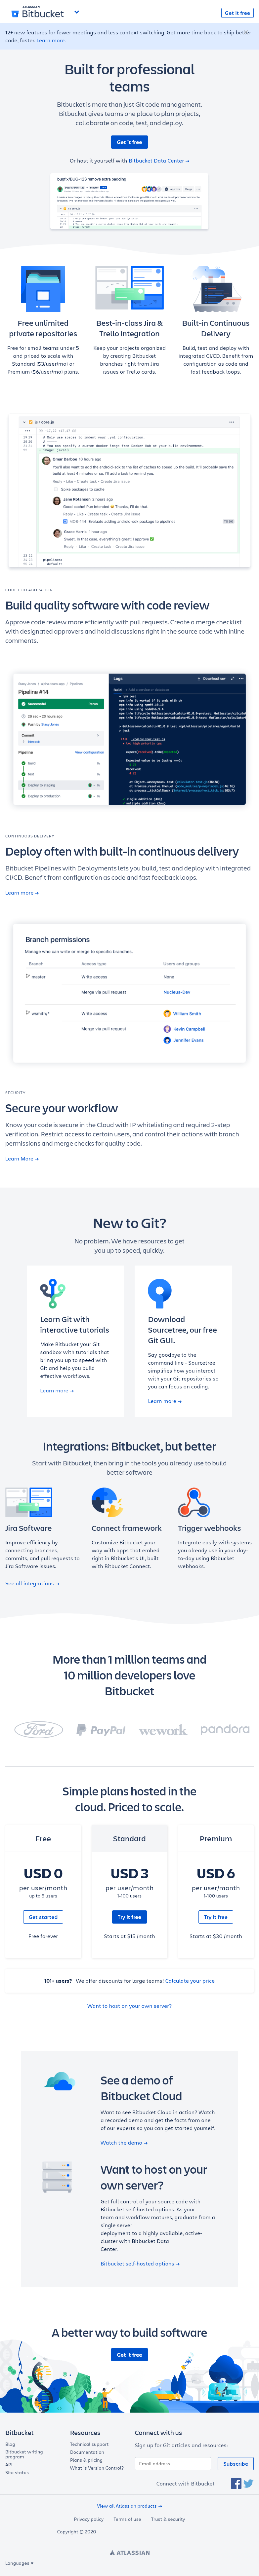 ATLASSIAN
Bitbucket
Get it free
12+ new features for fewer meetings and less context switching. Get more time back to ship better
code, faster. Learn more.
Built for professional
teams
Bitbucket is more than just Git code management.
Bitbucket gives teams one place to plan projects,
collaborate on code, test, and deploy.
Get it free
Or host it yourself with Bitbucket Data Center →
Free unlimited
private repositories
Free for small teams under 5
and priced to scale with
Standard ($3/user/mo) or
Premium ($6/user/mo) plans.
Best-in-class Jira &
Trello integration
Keep your projects organized
by creating Bitbucket
branches right from Jira
issues or Trello cards.
Built-in Continuous
Delivery
Build, test and deploy with
integrated CI/CD. Benefit from
configuration as code and
fast feedback loops.
CODE COLLABORATION
Build quality software with code review
Approve code review more efficiently with pull requests. Create a merge checklist
with designated approvers and hold discussions right in the source code with inline
comments.
Pipeline #14
Successful
Rerun
Logs
Build
CONTINUOUS DELIVERY
Deploy often with built-in continuous delivery
Bitbucket Pipelines with Deployments lets you build, test and deploy with integrated
CI/CD. Benefit from configuration as code and fast feedback loops.
Learn more →
Branch permissions
Manage who can write or merge to specific branches.
Branch
Access type
Users and groups
master
Write access
None
Merge via pull request
Nucleus-Dev
Write access
William Smith
Merge via pull request
Kevin Campbell
Jennifer Evans
SECURITY
Secure your workflow
Know your code is secure in the Cloud with IP whitelisting and required 2-step
verification. Restrict access to certain users, and control their actions with branch
permissions and merge checks for quality code.
Learn More →
New to Git?
No problem. We have resources to get
you up to speed, quickly.
Learn Git with
interactive tutorials
Make Bitbucket your Git
sandbox with tutorials that
bring you up to speed with
Git and help you build
effective workflows.
Learn more →
Download
Sourcetree, our free
Git GUI.
Say goodbye to the
command line - Sourcetree
simplifies how you interact
with your Git repositories so
you can focus on coding.
Learn more →
Integrations: Bitbucket, but better
Start with Bitbucket, then bring in the tools you already use to build
better software
Jira Software
Improve efficiency by
connecting branches,
commits, and pull requests to
Jira Software issues.
Connect framework
Customize Bitbucket your
way with apps that embed
right in Bitbucket's UI, built
with Bitbucket Connect.
Trigger webhooks
Integrate easily with systems
you already use in your day-
to-day using Bitbucket
webhooks.
See all integrations →
More than 1 million teams and
10 million developers love
Bitbucket
Ford
PayPal
wework
pandora
Simple plans hosted in the
cloud. Priced to scale.
Free
USD 0
per user/month
up to 5 users
Get started
Free forever
Standard
USD 3
per user/month
1-100 users
Try it free
Starts at $15 /month
Premium
USD 6
per user/month
1-100 users
Try it free
Starts at $30 /month
101+ users? We offer discounts for large teams! Calculate your price
Want to host on your own server?
See a demo of
Bitbucket Cloud
Want to see Bitbucket Cloud in action? Watch
a recorded demo and get the facts from one
of our experts so you can get started yourself.
Watch the demo →
Want to host on your
own server?
Get full control of your source code with
Bitbucket self-hosted options. As your
team and workflow matures, graduate from a
single server
deployment to a highly available, active-
cluster with Bitbucket Data
Center.
Bitbucket self-hosted options →
A better way to build software
Get it free
Bitbucket
Blog
Bitbucket writing
program
API
Site status
Resources
Technical support
Documentation
Plans & pricing
What is Version Control?
Connect with us
Sign up for Git articles and resources:
Email address
Subscribe
Connect with Bitbucket
View all Atlassian products →
Privacy policy
Terms of use
Trust & security
Copyright © 2020
ATLASSIAN
Languages